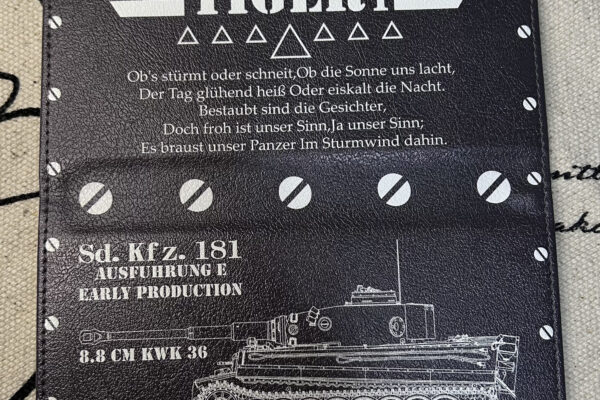 TIGER I
Ob's stürmt oder schneit,Ob die Sonne uns lacht,
Der Tag glühend heiß Oder eiskalt die Nacht.
Bestaubt sind die Gesichter,
Doch froh ist unser Sinn,Ja unser Sinn;
Es braust unser Panzer Im Sturmwind dahin.
Sd. Kfz. 181
AUSFUHRUNG E
EARLY PRODUCTION
8.8 CM KWK 36